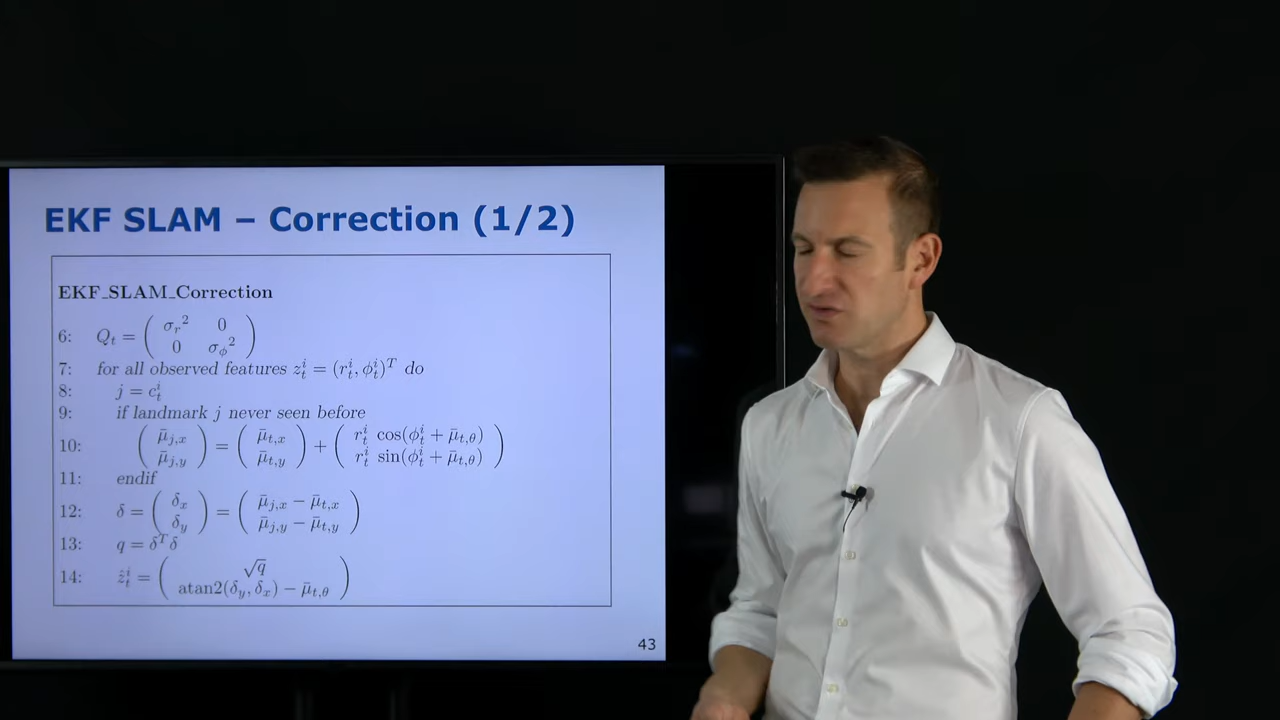 EKF SLAM – Correction (1/2)
EKF_SLAM_Correction
6: Q_t = ( σ_r² 0 ; 0 σ_ϕ² )
7: for all observed features z_t^i = (r_t^i, ϕ_t^i)^T do
8: j = c_t^i
9: if landmark j never seen before
10: ( μ̄_{j,x} ; μ̄_{j,y} ) = ( μ̄_{t,x} ; μ̄_{t,y} ) + ( r_t^i cos(ϕ_t^i + μ̄_{t,θ}) ; r_t^i sin(ϕ_t^i + μ̄_{t,θ}) )
11: endif
12: δ = ( δ_x ; δ_y ) = ( μ̄_{j,x} − μ̄_{t,x} ; μ̄_{j,y} − μ̄_{t,y} )
13: q = δ^T δ
14: ẑ_t^i = ( √q ; atan2(δ_y, δ_x) − μ̄_{t,θ} )
43